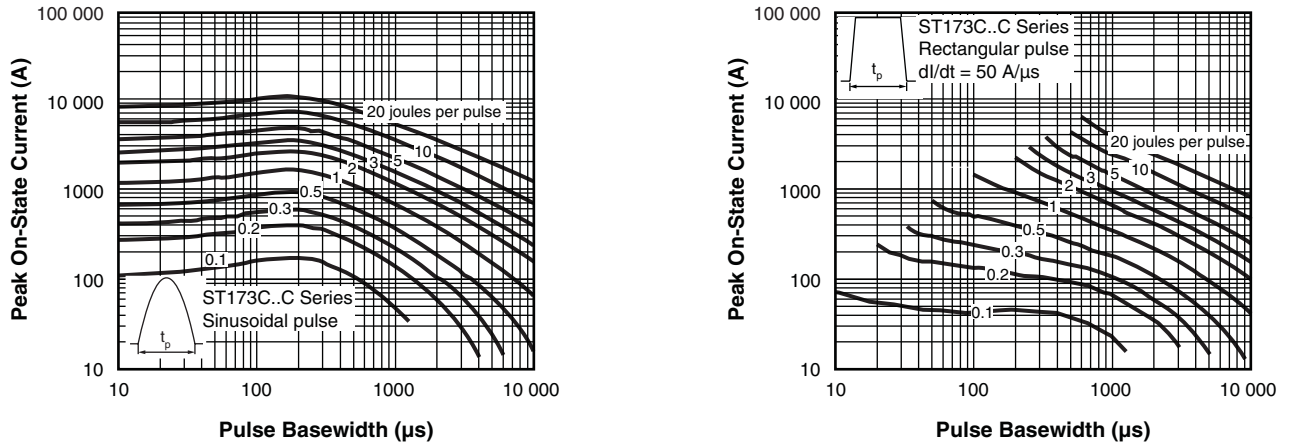 Peak On-State Current (A)
100 000
10 000
1000
100
10
20 joules per pulse
10
5
3
2
1
0.5
0.3
0.2
0.1
tp
ST173C..C Series
Sinusoidal pulse
10
100
1000
10 000
Pulse Basewidth (µs)
Peak On-State Current (A)
100 000
10 000
1000
100
10
tp
ST173C..C Series
Rectangular pulse
dI/dt = 50 A/µs
20 joules per pulse
10
5
3
2
1
0.5
0.3
0.2
0.1
10
100
1000
10 000
Pulse Basewidth (µs)